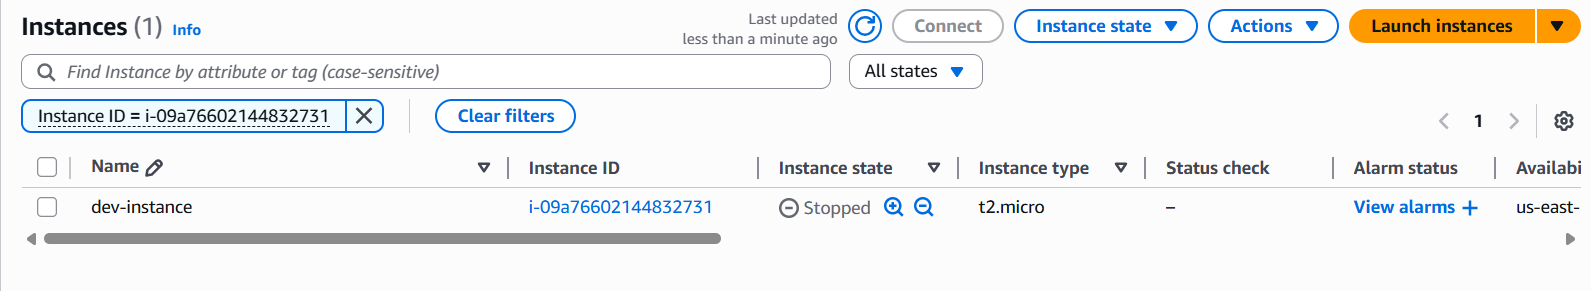 Instances (1) Info
Last updated
less than a minute ago
Connect
Instance state
Actions
Launch instances
Find Instance by attribute or tag (case-sensitive)
All states
Instance ID = i-09a76602144832731
Clear filters
1
Name Instance ID Instance state Instance type Status check Alarm status Availabi
dev-instance i-09a76602144832731 Stopped t2.micro – View alarms + us-east-